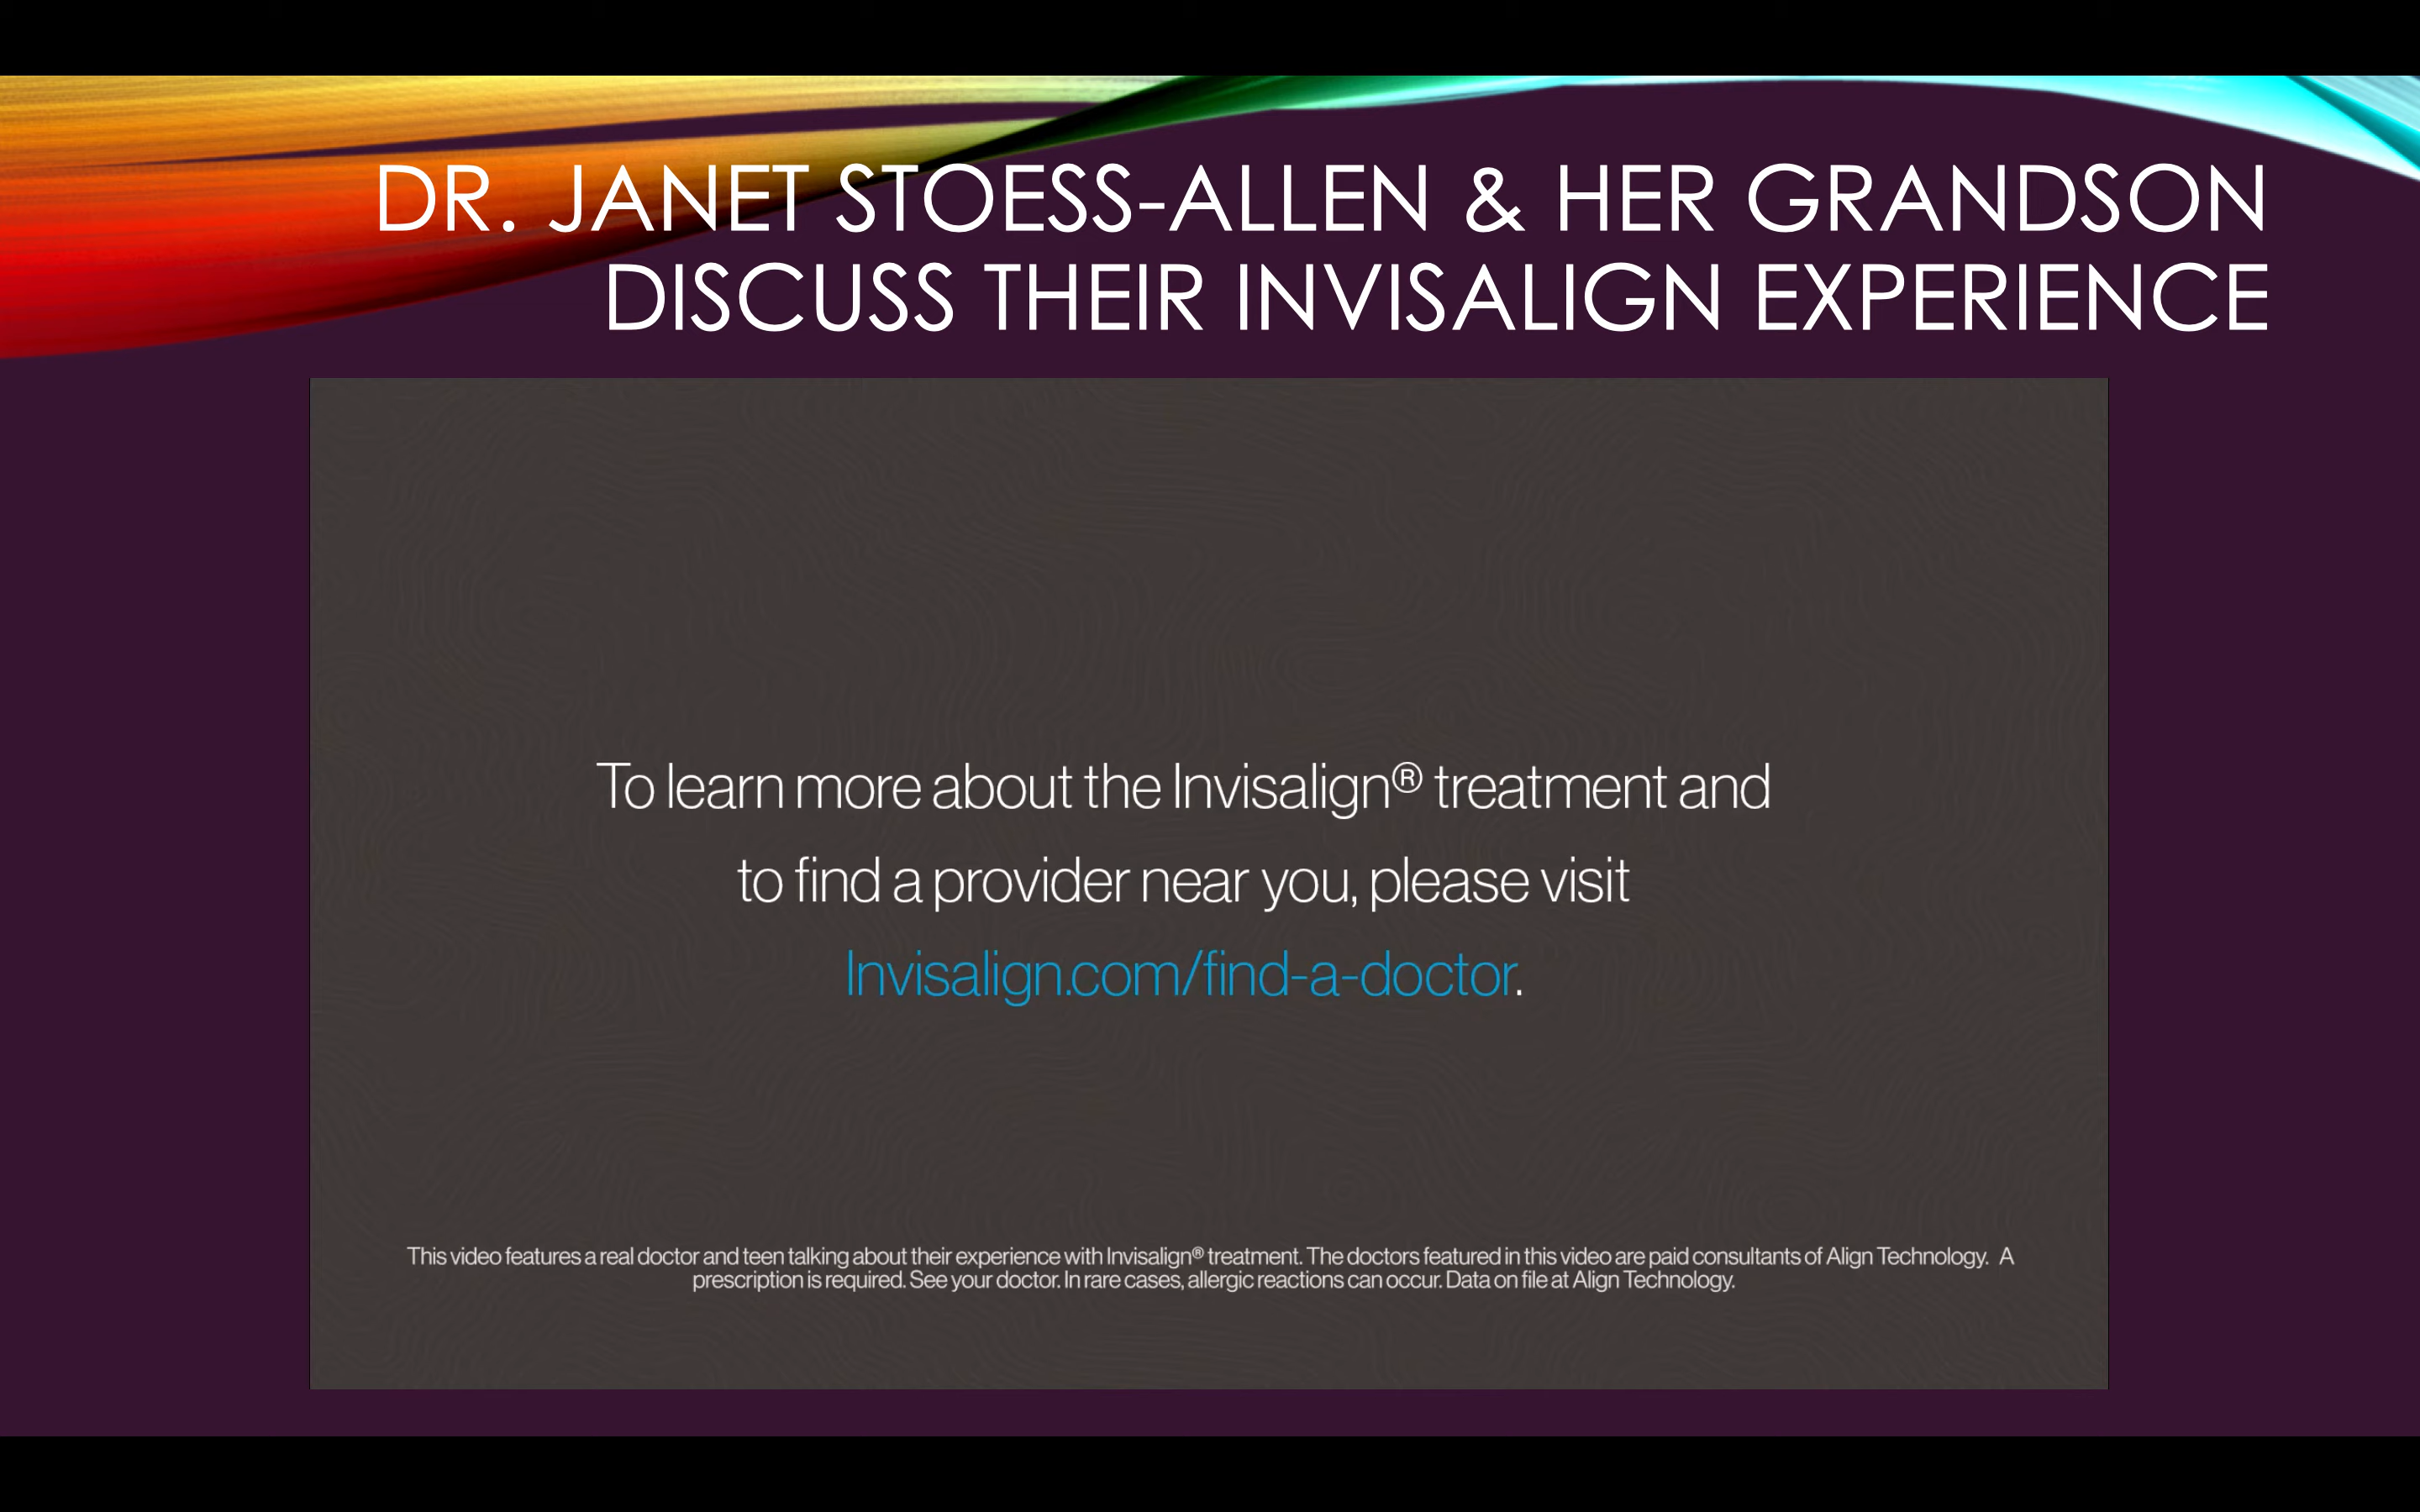 DR. JANET STOESS-ALLEN & HER GRANDSON
DISCUSS THEIR INVISALIGN EXPERIENCE
To learn more about the Invisalign® treatment and
to find a provider near you, please visit
Invisalign.com/find-a-doctor.
This video features a real doctor and teen talking about their experience with Invisalign® treatment. The doctors featured in this video are paid consultants of Align Technology. A
prescription is required. See your doctor. In rare cases, allergic reactions can occur. Data on file at Align Technology.